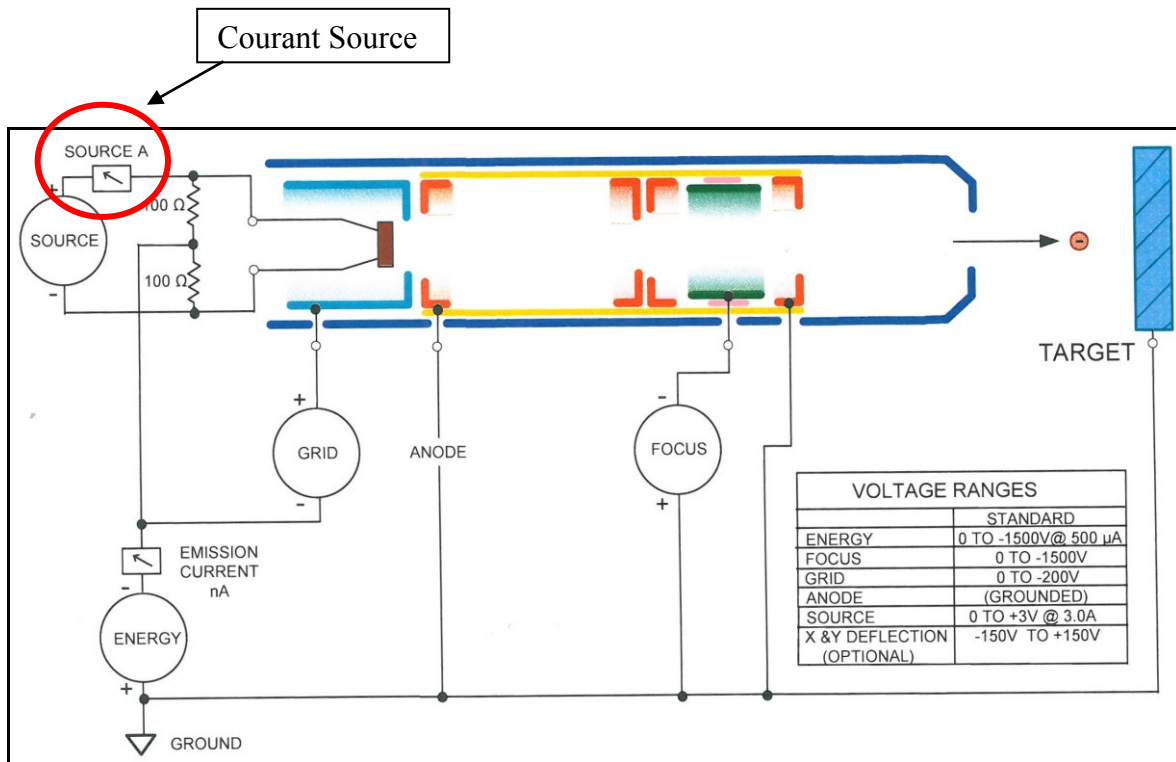 Courant Source
SOURCE A
+
100 Ω
SOURCE
100 Ω
-
TARGET
+
GRID
-
ANODE
-
FOCUS
+
EMISSION
CURRENT
nA
-
ENERGY
+
GROUND
VOLTAGE RANGES
STANDARD
ENERGY 0 TO -1500V@ 500 µA
FOCUS 0 TO -1500V
GRID 0 TO -200V
ANODE (GROUNDED)
SOURCE 0 TO +3V @ 3.0A
X &Y DEFLECTION -150V TO +150V
(OPTIONAL)